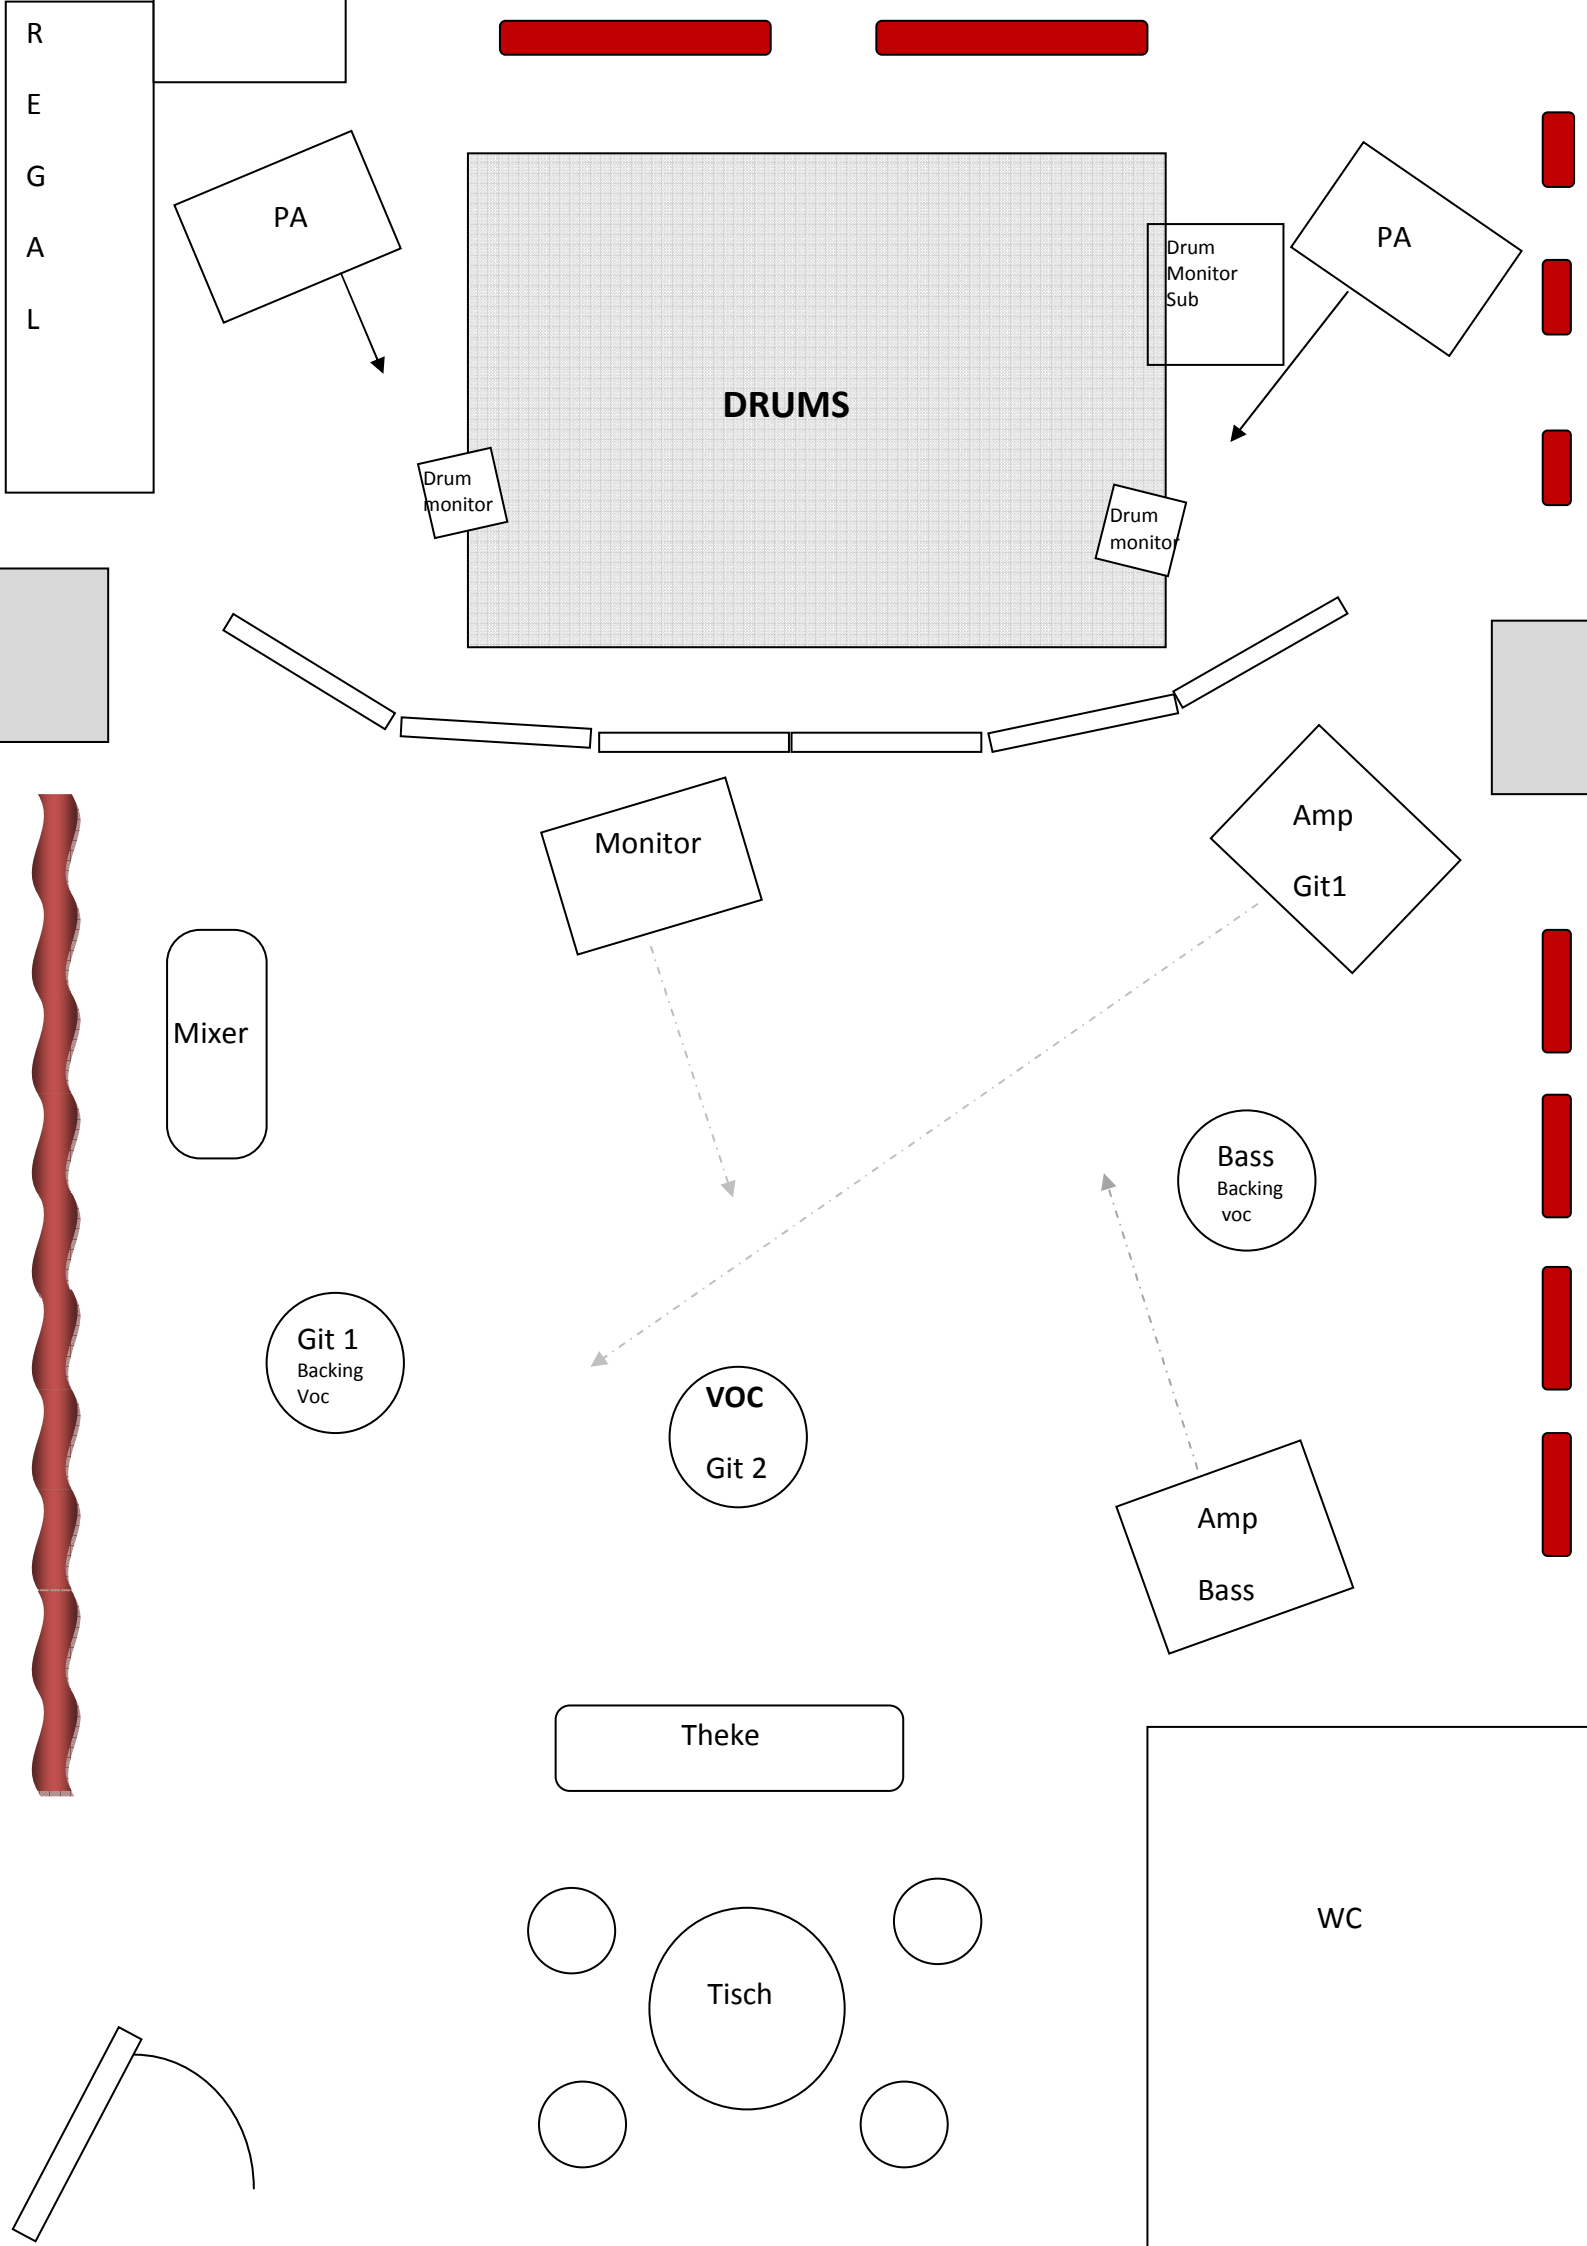 R
E
G
A
L
PA
PA
Drum
Monitor
Sub
DRUMS
Drum
monitor
Drum
monitor
Monitor
Amp
Git1
Mixer
Bass
Backing
voc
Git 1
Backing
Voc
VOC
Git 2
Amp
Bass
Theke
WC
Tisch